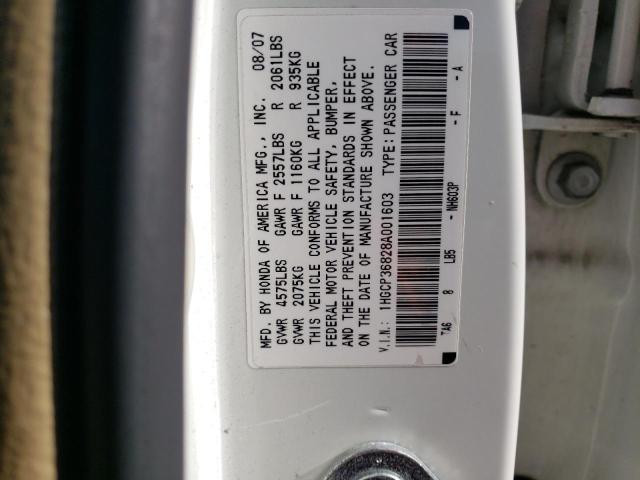 MFD. BY HONDA OF AMERICA MFG., INC. 08/07
GVWR 4575LBS GAWR F 2557LBS R 2061LBS
GVWR 2075KG GAWR F 1160KG R 935KG
THIS VEHICLE CONFORMS TO ALL APPLICABLE
FEDERAL MOTOR VEHICLE SAFETY, BUMPER,
AND THEFT PREVENTION STANDARDS IN EFFECT
ON THE DATE OF MANUFACTURE SHOWN ABOVE.
V.I.N.: 1HGCP36828A001603 TYPE: PASSENGER CAR
TA6 8 LB5 -NH603P -F -A